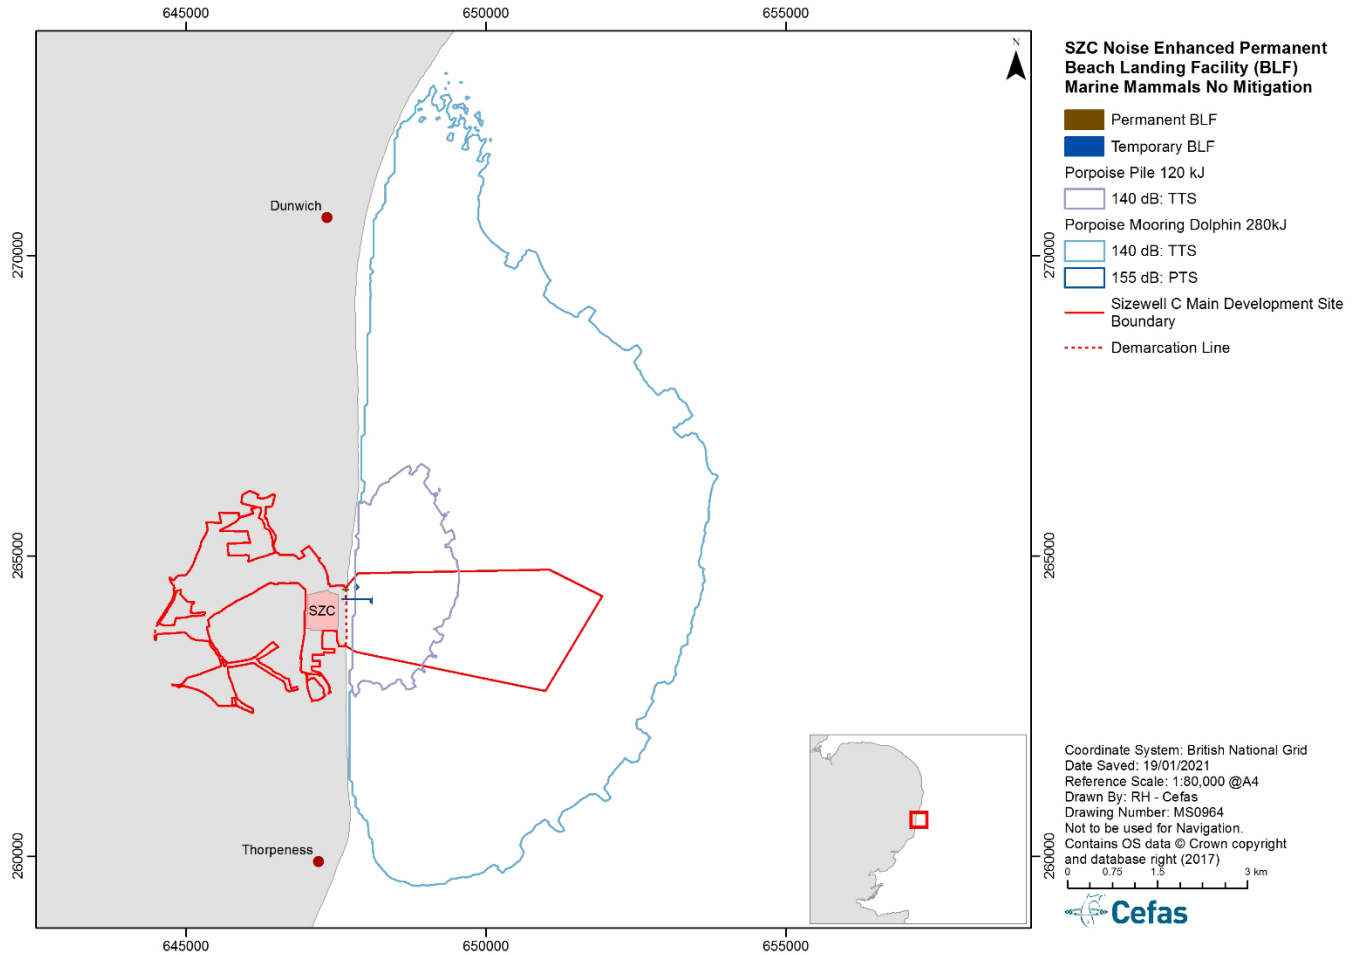 645000
650000
655000
N
SZC Noise Enhanced Permanent
Beach Landing Facility (BLF)
Marine Mammals No Mitigation
Permanent BLF
Temporary BLF
Porpoise Pile 120 kJ
140 dB: TTS
Porpoise Mooring Dolphin 280kJ
140 dB: TTS
155 dB: PTS
Sizewell C Main Development Site
Boundary
Demarcation Line
Dunwich
270000
270000
265000
265000
SZC
Thorpeness
260000
260000
Coordinate System: British National Grid
Date Saved: 19/01/2021
Reference Scale: 1:80,000 @A4
Drawn By: RH - Cefas
Drawing Number: MS0964
Not to be used for Navigation.
Contains OS data © Crown copyright
and database right (2017)
0 0.75 1.5 3 km
Cefas
645000
650000
655000